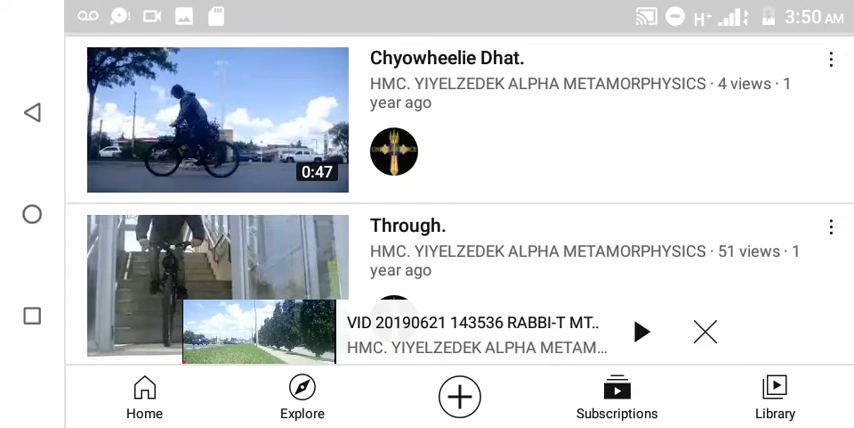 H+ 3:50 AM
Chyowheelie Dhat.
HMC. YIYELZEDEK ALPHA METAMORPHYSICS · 4 views · 1
year ago
0:47
Through.
HMC. YIYELZEDEK ALPHA METAMORPHYSICS · 51 views · 1
year ago
VID 20190621 143536 RABBI-T MT..
HMC. YIYELZEDEK ALPHA METAM...
Home Explore Subscriptions Library